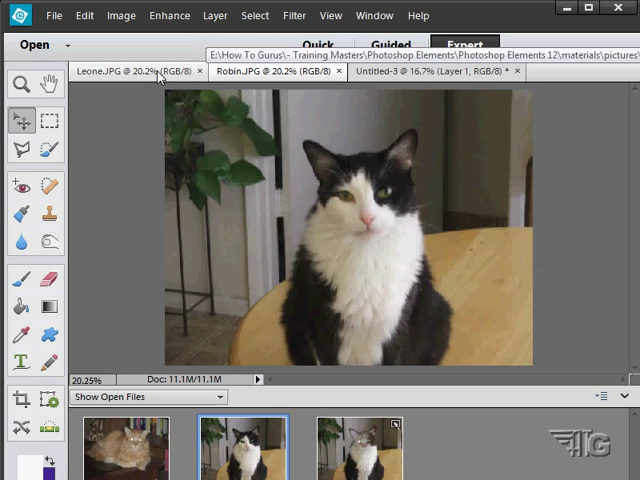 File Edit Image Enhance Layer Select Filter View Window Help
Open Quick Guided Expert
E:\How To Gurus\- Training Masters\Photoshop Elements\Photoshop Elements 12\materials\pictures\
Leone.JPG @ 20.2% (RGB/8) × Robin.JPG @ 20.2% (RGB/8) × Untitled-3 @ 16.7% (Layer 1, RGB/8) * ×
T
20.25% Doc: 11.1M/11.1M
Show Open Files
HG